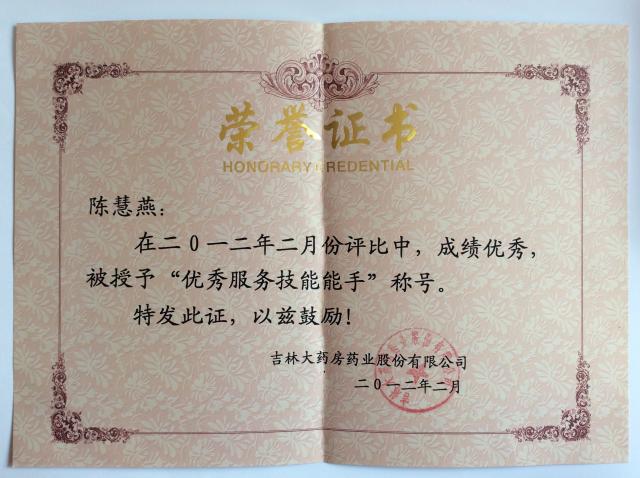 荣誉证书
HONORARY CREDENTIAL
陈慧燕：
在二0一二年二月份评比中，成绩优秀，
被授予“优秀服务技能能手”称号。
特发此证，以兹鼓励！
吉林大药房药业股份有限公司
二0一二年二月